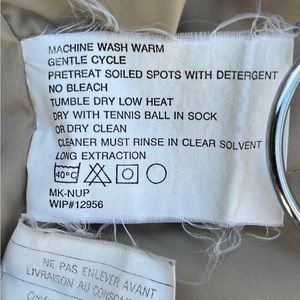 MACHINE WASH WARM
GENTLE CYCLE
PRETREAT SOILED SPOTS WITH DETERGENT
NO BLEACH
TUMBLE DRY LOW HEAT
DRY WITH TENNIS BALL IN SOCK
OR DRY CLEAN
CLEANER MUST RINSE IN CLEAR SOLVENT
LONG EXTRACTION
40°C
MK-NUP
WIP#12956
NE PAS ENLEVER AVANT
LIVRAISON AU CONSOM